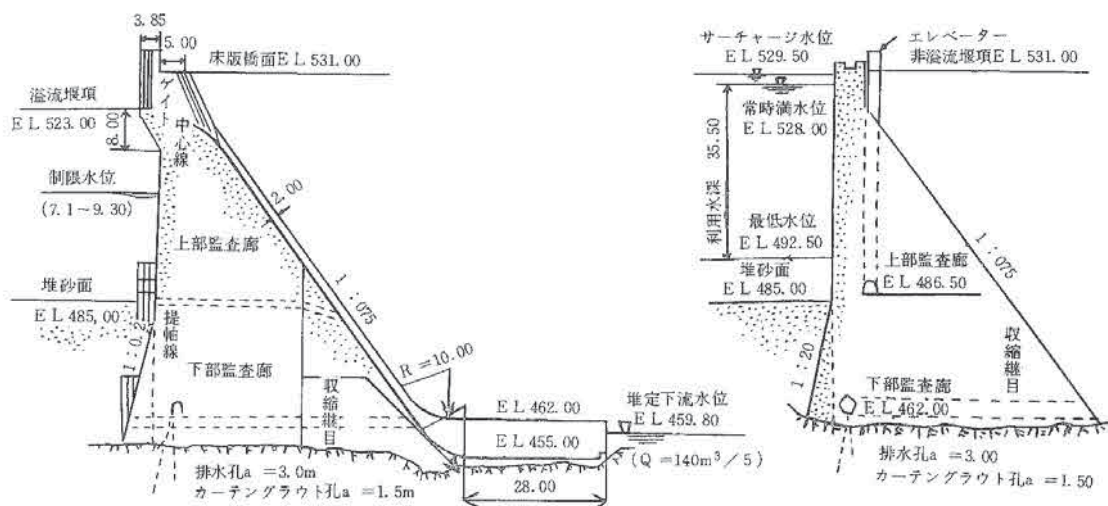 3.85
5.00
床版橋面EL531.00
ゲイト
中心線
溢流堰頂
EL523.00
8.00
制限水位
(7.1~9.30)
2.00
上部監査廊
1:075
堆砂面
EL485,00
提軸線
1:0.2
下部監査廊
収縮継目
R=10.00
EL462.00
堆定下流水位
EL459.80
EL455.00
(Q=140m³/5)
28.00
排水孔a=3.0m
カーテングラウト孔a=1.5m
サーチャージ水位
EL529.50
エレベーター
非溢流堰項EL531.00
常時満水位
EL528.00
利用水深 35.50
最低水位
EL492.50
堆砂面
EL485.00
上部監査廊
EL486.50
1:075
1:20
収縮継目
下部監査廊
EL462.00
排水孔a=3.00
カーテングラウト孔a=1.50